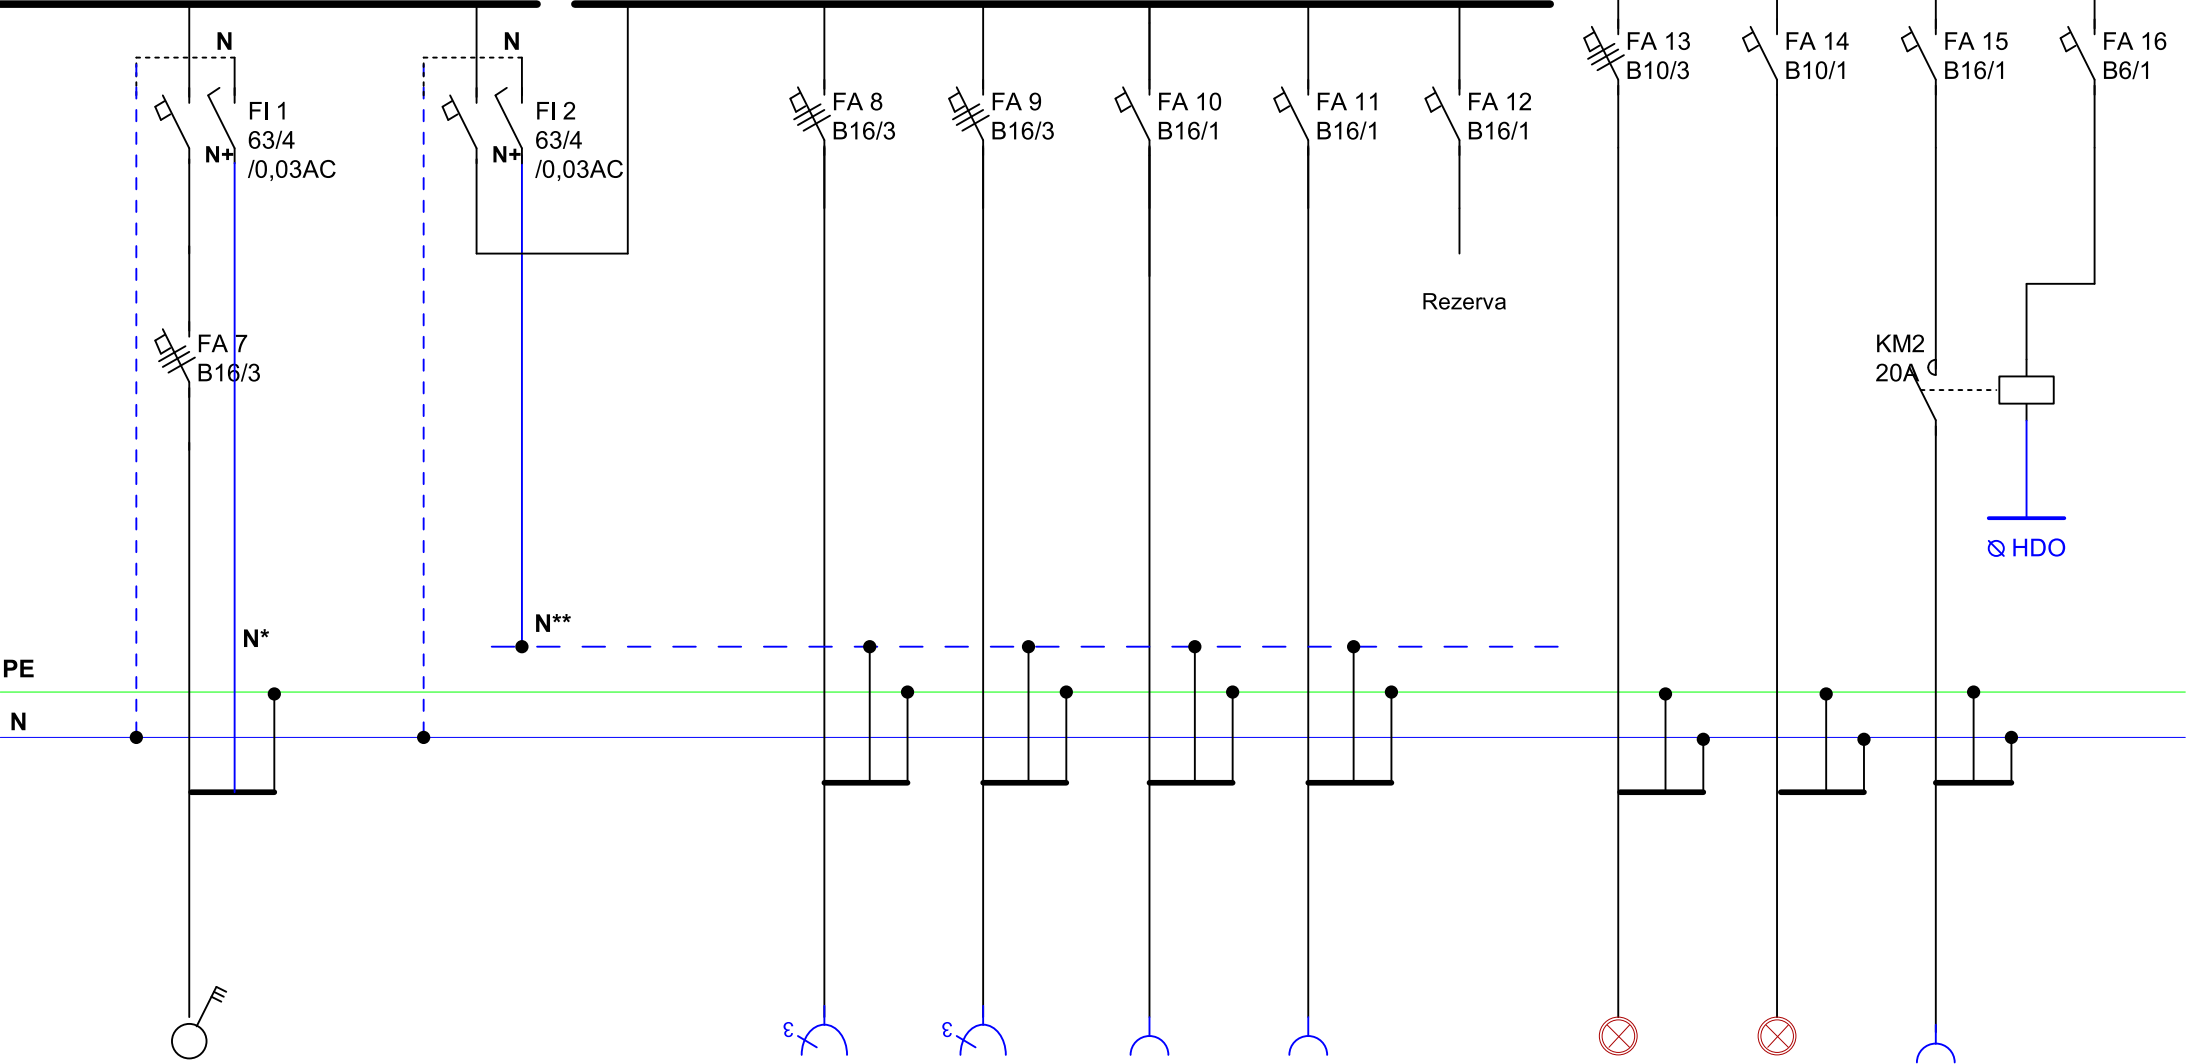 N
FI 1
63/4
/0,03AC
N+
N
FI 2
63/4
/0,03AC
N+
FA 8
B16/3
FA 9
B16/3
FA 10
B16/1
FA 11
B16/1
FA 12
B16/1
FA 13
B10/3
FA 14
B10/1
FA 15
B16/1
FA 16
B6/1
Rezerva
FA 7
B16/3
KM2
20A
HDO
N*
N**
PE
N
3
3